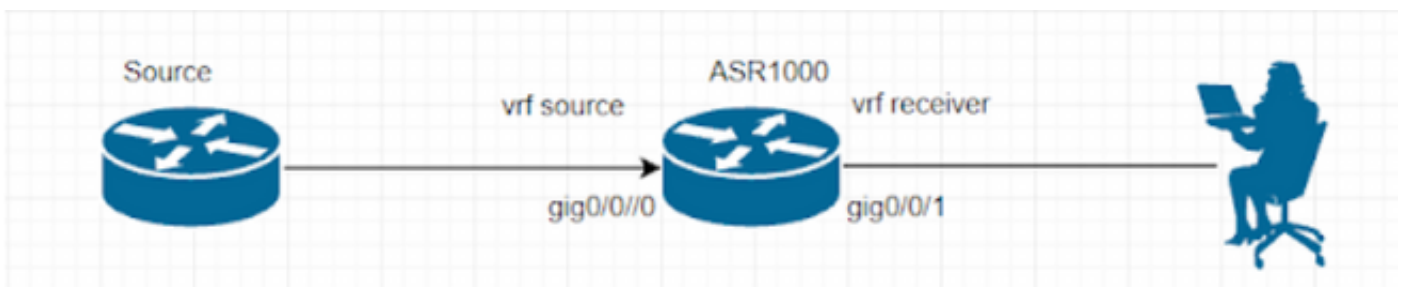 Source
ASR1000
vrf source
vrf receiver
gig0/0//0
gig0/0/1